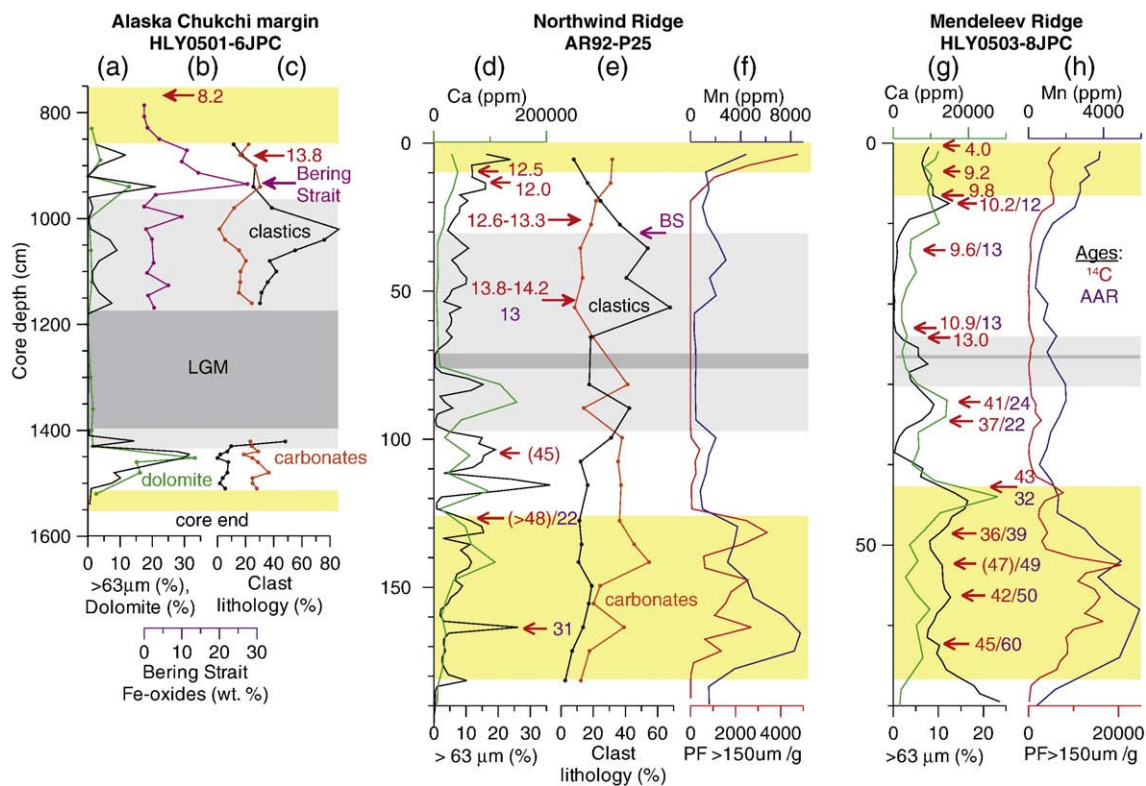 Alaska Chukchi margin
HLY0501-6JPC
Northwind Ridge
AR92-P25
Mendeleev Ridge
HLY0503-8JPC
(a) (b) (c)
(d) (e) (f)
(g) (h)
Ca (ppm)
200000
Mn (ppm)
0 4000 8000
Ca (ppm)
0 20000
Mn (ppm)
0 4000
Core depth (cm)
800
1000
1200
1400
1600
8.2
13.8
Bering
Strait
clastics
LGM
carbonates
dolomite
core end
0 10 20 30
>63µm (%),
Dolomite (%)
0 20 40 60 80
Clast
lithology (%)
0 10 20 30
Bering Strait
Fe-oxides (wt. %)
0
50
100
150
12.5
12.0
12.6-13.3
BS
13.8-14.2
13
clastics
(45)
(>48)/22
carbonates
31
0 10 20 30
> 63 µm (%)
0 20 40 60
Clast
lithology (%)
0 2000 4000
PF >150um /g
0
50
4.0
9.2
9.8
10.2/12
9.6/13
Ages:
14C
AAR
10.9/13
13.0
41/24
37/22
43
32
36/39
(47)/49
42/50
45/60
0 10 20
> 63 µm (%)
0 20000
PF>150um/g